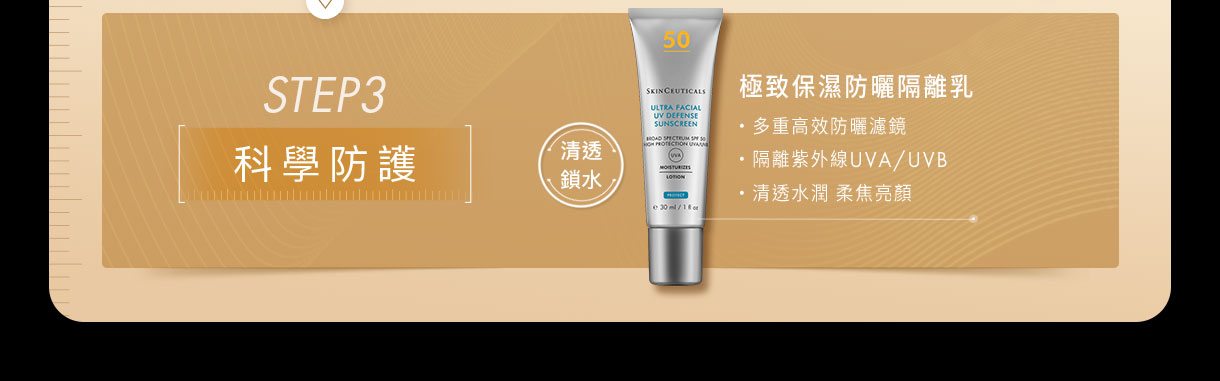 STEP3
科學防護
清透
鎖水
50
SKINCEUTICALS
ULTRA FACIAL
UV DEFENSE
SUNSCREEN
BROAD SPECTRUM SPF 50
HIGH PROTECTION UVA/UVB
UVA
MOISTURIZES
LOTION
PROTECT
e 30 ml / 1 fl oz
極致保濕防曬隔離乳
• 多重高效防曬濾鏡
• 隔離紫外線UVA/UVB
• 清透水潤 柔焦亮顏